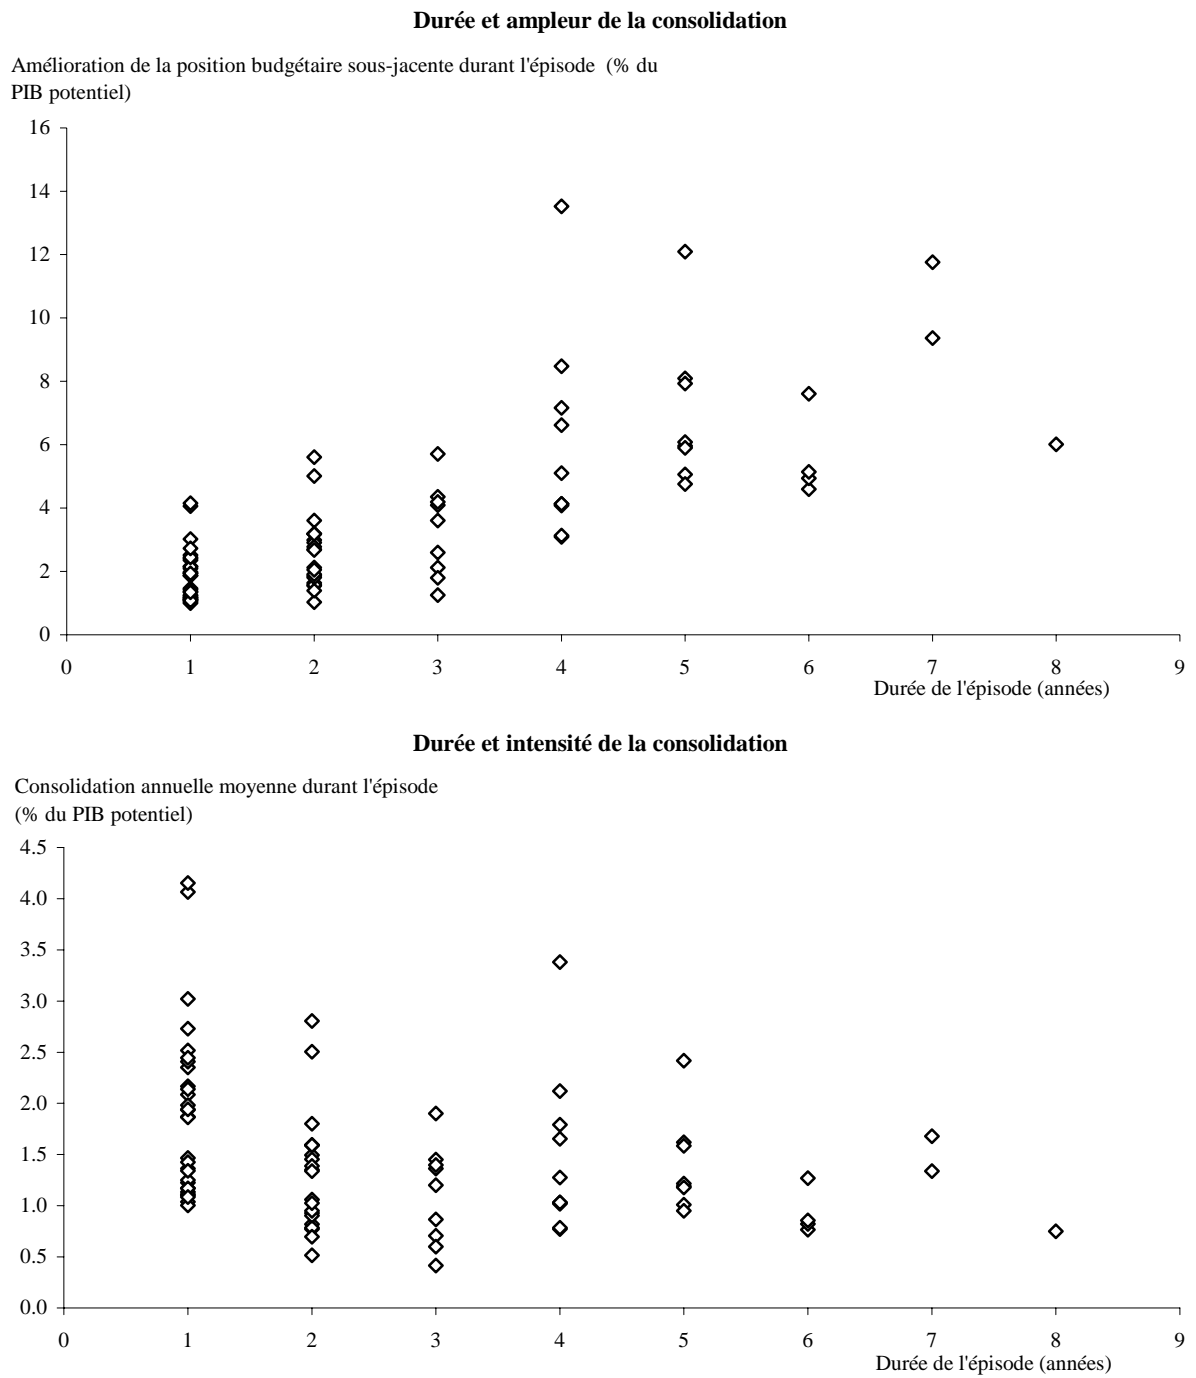 Durée et ampleur de la consolidation
Amélioration de la position budgétaire sous-jacente durant l'épisode (% du
PIB potentiel)
16
14
12
10
8
6
4
2
0
0 1 2 3 4 5 6 7 8 9
Durée de l'épisode (années)
Durée et intensité de la consolidation
Consolidation annuelle moyenne durant l'épisode
(% du PIB potentiel)
4.5
4.0
3.5
3.0
2.5
2.0
1.5
1.0
0.5
0.0
0 1 2 3 4 5 6 7 8 9
Durée de l'épisode (années)